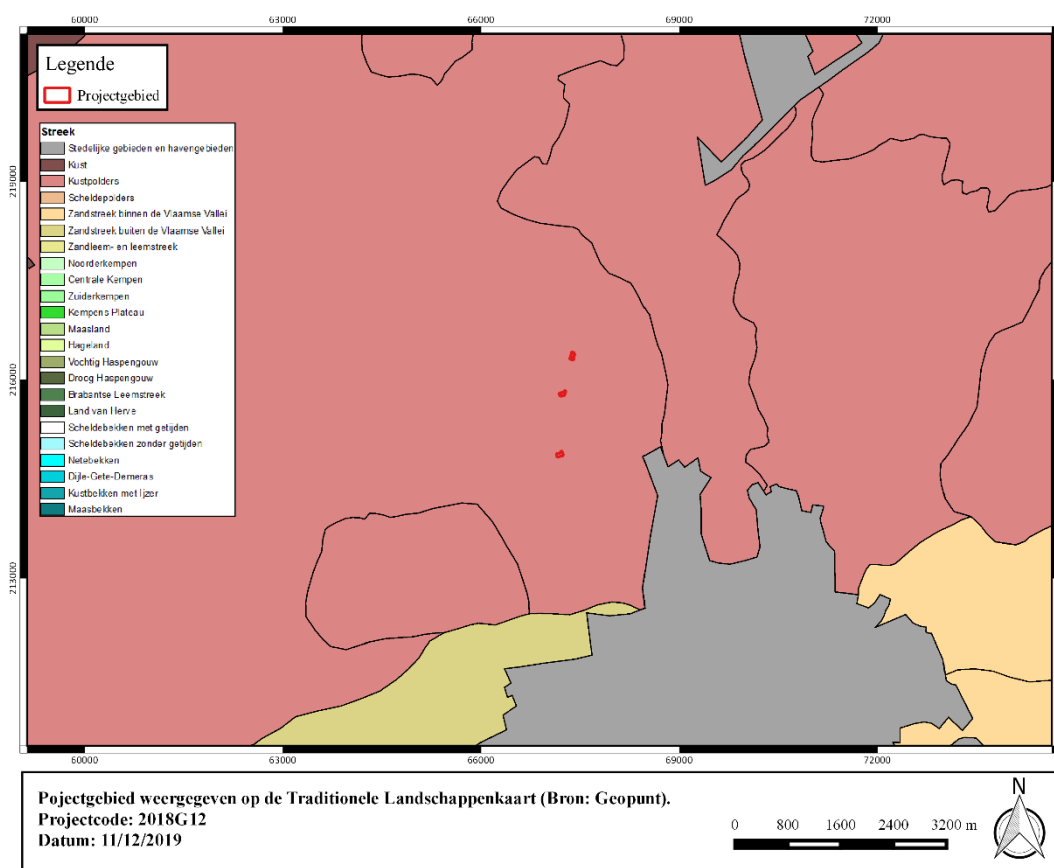 60000 63000 66000 69000 72000
Legende
Projectgebied
Streek
Stedelijke gebieden en havengebieden
Kust
Kustpolders
Scheldepolders
Zandstreek binnen de Vlaamse Vallei
Zandstreek buiten de Vlaamse Vallei
Zandleem- en leemstreek
Noorderkempen
Centrale Kempen
Zuiderkempen
Kempens Plateau
Maasland
Hageland
Vochtig Haspengouw
Droog Haspengouw
Brabantse Leemstreek
Land van Herve
Scheldebekken met getijden
Scheldebekken zonder getijden
Netebekken
Dijle-Gete-Demeras
Kustbekken met Ijzer
Maasbekken
219000 219000
216000 216000
213000 213000
60000 63000 66000 69000 72000
Pojectgebied weergegeven op de Traditionele Landschappenkaart (Bron: Geopunt).
Projectcode: 2018G12
Datum: 11/12/2019
0 800 1600 2400 3200 m
N